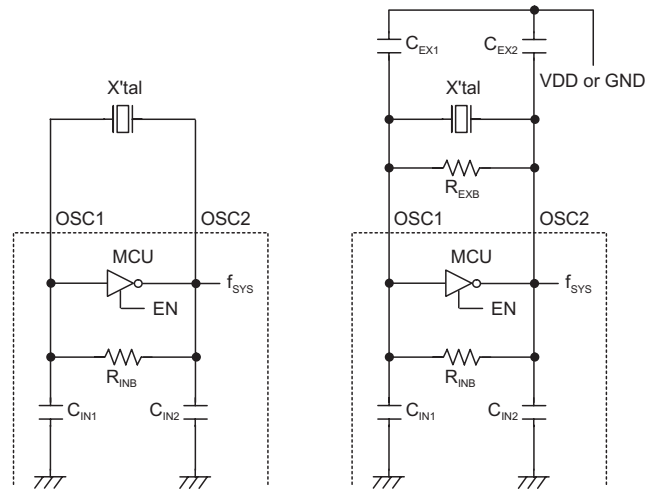 X'tal
OSC1 OSC2
MCU
f_SYS
EN
R_INB
C_IN1 C_IN2
C_EX1 C_EX2
VDD or GND
X'tal
R_EXB
OSC1 OSC2
MCU
f_SYS
EN
R_INB
C_IN1 C_IN2